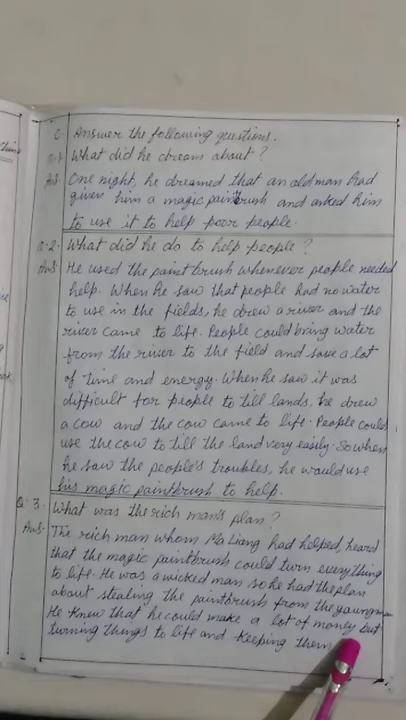 C. Answer the following questions.
Q.1. What did he dream about?
Ans. One night, he dreamed that an old man had
given him a magic paintbrush and asked him
to use it to help poor people.
Q-2. What did he do to help people?
Ans. He used the paintbrush whenever people needed
help. When he saw that people had no water
to use in the fields, he drew a river and the
river came to life. People could bring water
from the river to the field and save a lot
of time and energy. When he saw it was
difficult for people to till lands, he drew
a cow and the cow came to life. People could
use the cow to till the land very easily. So when
he saw the people's troubles, he would use
his magic paintbrush to help.
Q. 3. What was the rich man's plan?
Ans. The rich man whom Ma Liang had helped, heard
that the magic paintbrush could turn everything
to life. He was a wicked man so he had the plan
about stealing the paintbrush from the young man
He knew that he could make a lot of money but
turning things to life and keeping them